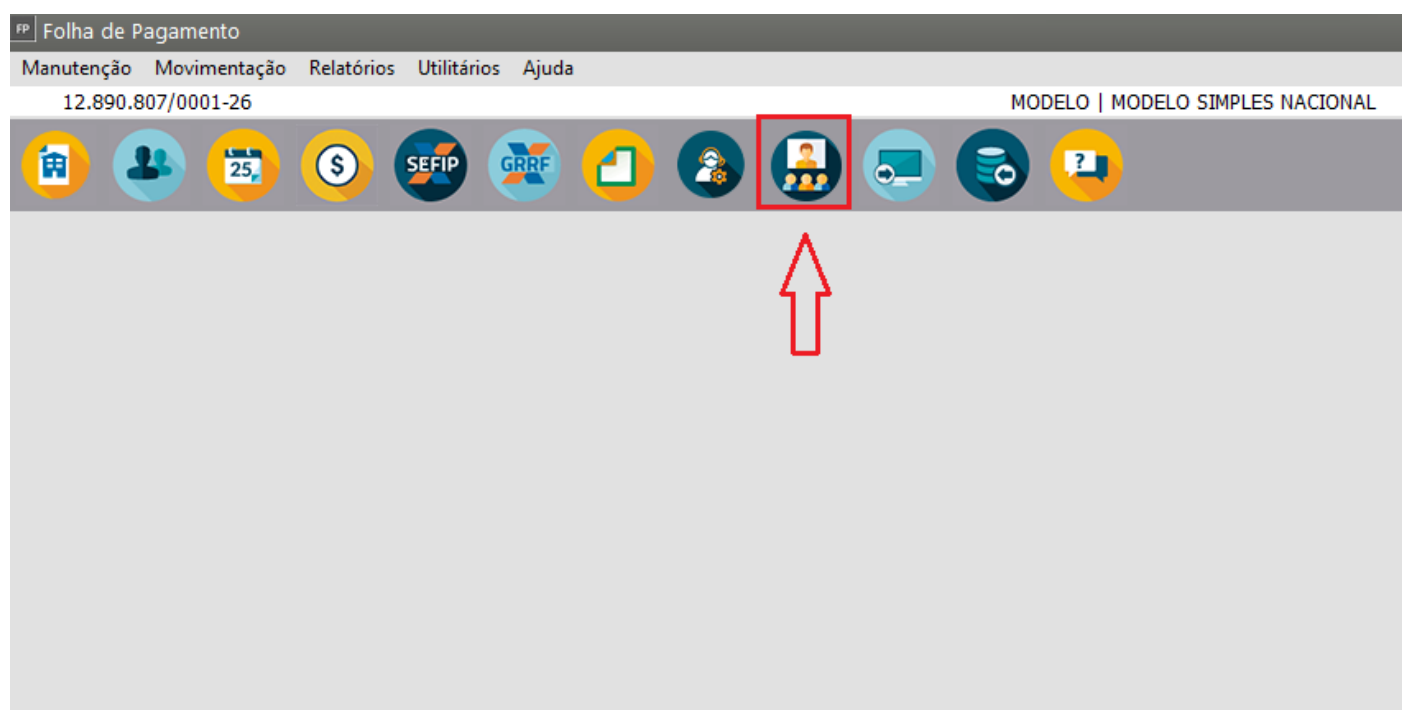 FP Folha de Pagamento
Manutenção Movimentação Relatórios Utilitários Ajuda
12.890.807/0001-26 MODELO | MODELO SIMPLES NACIONAL
25 $ SEFIP GRRF ?